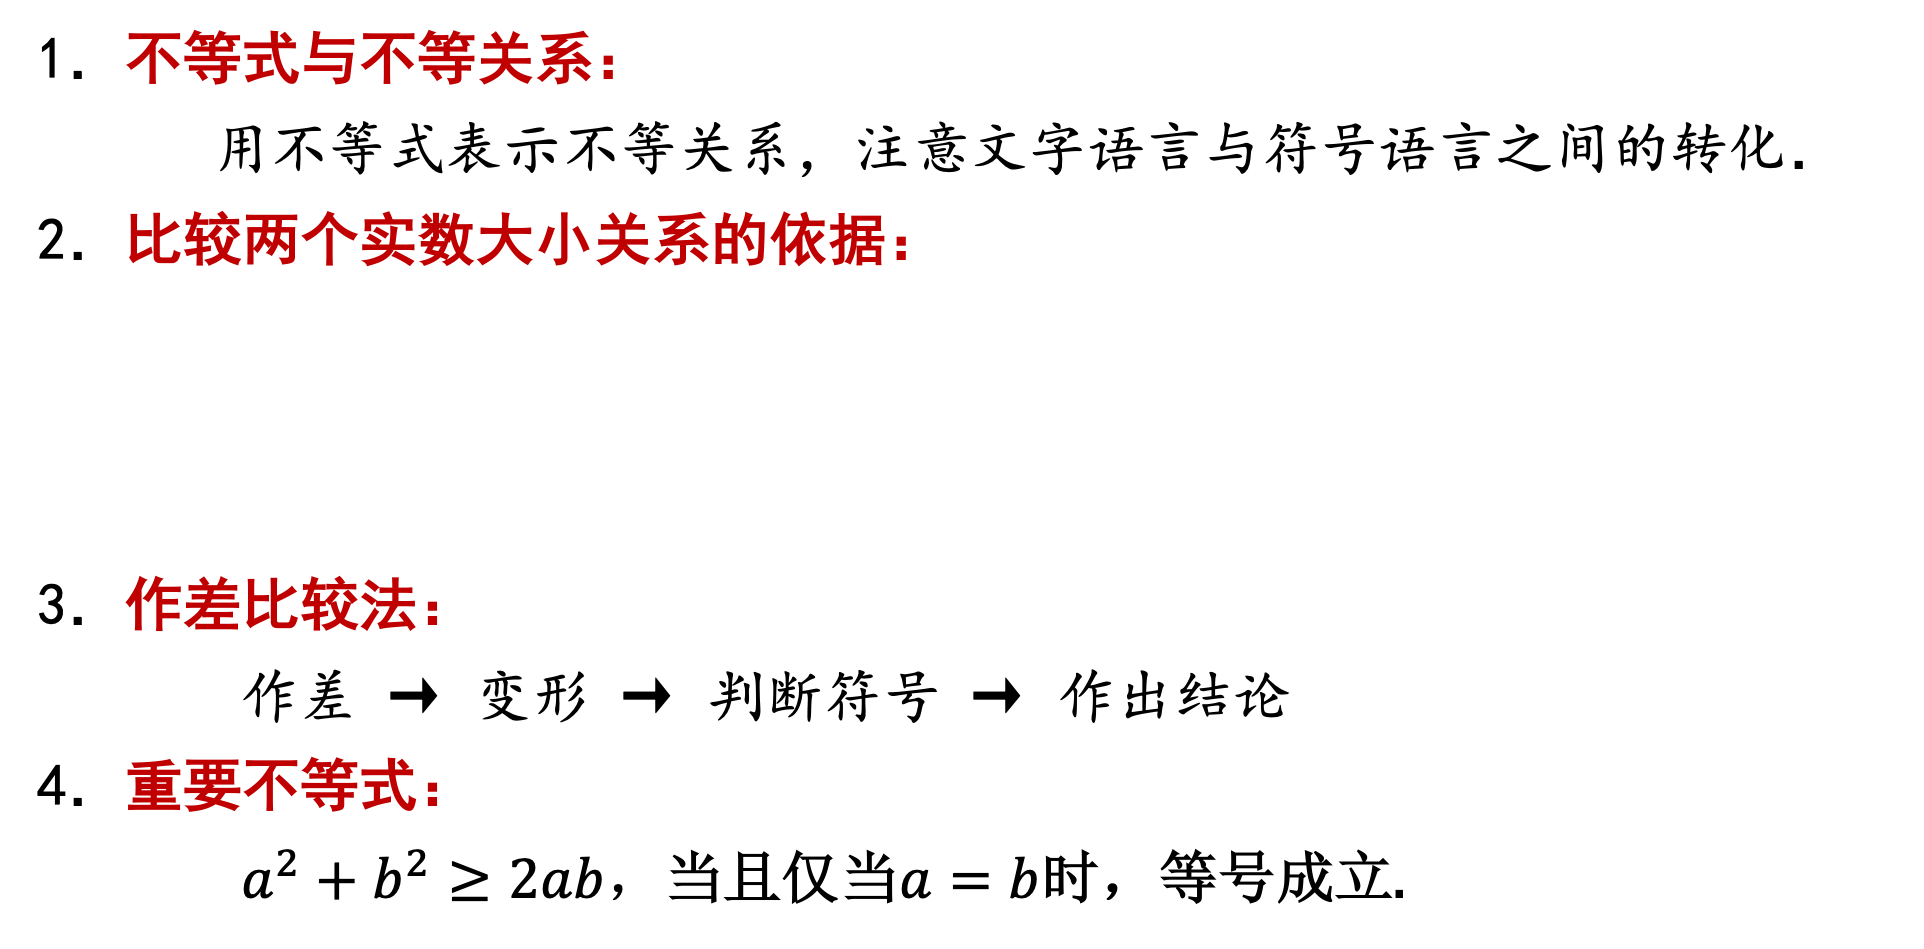 1. 不等式与不等关系：
用不等式表示不等关系，注意文字语言与符号语言之间的转化.
2. 比较两个实数大小关系的依据：
3. 作差比较法：
作差 → 变形 → 判断符号 → 作出结论
4. 重要不等式：
a² + b² ≥ 2ab，当且仅当a = b时，等号成立.